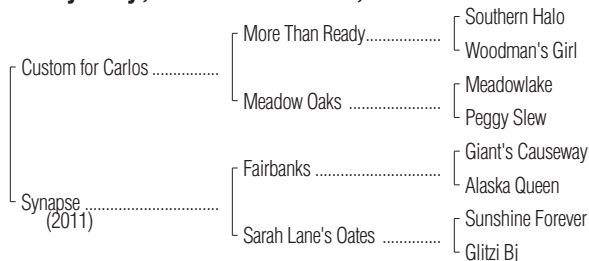 Southern Halo
More Than Ready
Woodman's Girl
Custom for Carlos
Meadowlake
Meadow Oaks
Peggy Slew
Giant's Causeway
Fairbanks
Alaska Queen
Synapse
(2011)
Sunshine Forever
Sarah Lane's Oates
Glitzi Bj